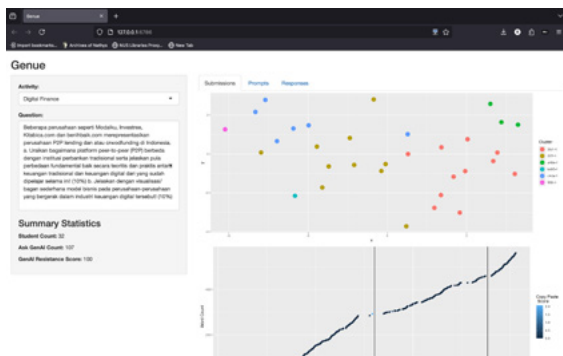 Genue
127.0.0.1
Import bookmarks...
Archives of Nethys
NUS Libraries Proxy...
New Tab
Genue
Activity:
Digital Finance
Question:
Beberapa perusahaan seperti Modalku, Investree,
KitaBisa.com dan benihbaik.com merepresentasikan
perusahaan P2P lending dan atau crowdfunding di Indonesia.
a. Uraikan bagaimana platform peer-to-peer (P2P) berbeda
dengan institusi perbankan tradisional serta jelaskan pula
perbedaan fundamental baik secara teoritis dan praktis antara
keuangan tradisional dan keuangan digital dan yang sudah
dipelajari selama ini! (10%) b. Jelaskan dengan visualisasi/
bagan sederhana model bisnis pada perusahaan-perusahaan
yang bergerak dalam industri keuangan digital tersebut! (10%)
Summary Statistics
Student Count: 32
Ask GenAI Count: 107
GenAI Resistance Score: 100
Submissions
Prompts
Responses
Cluster
Word Count
Copy Paste
Score